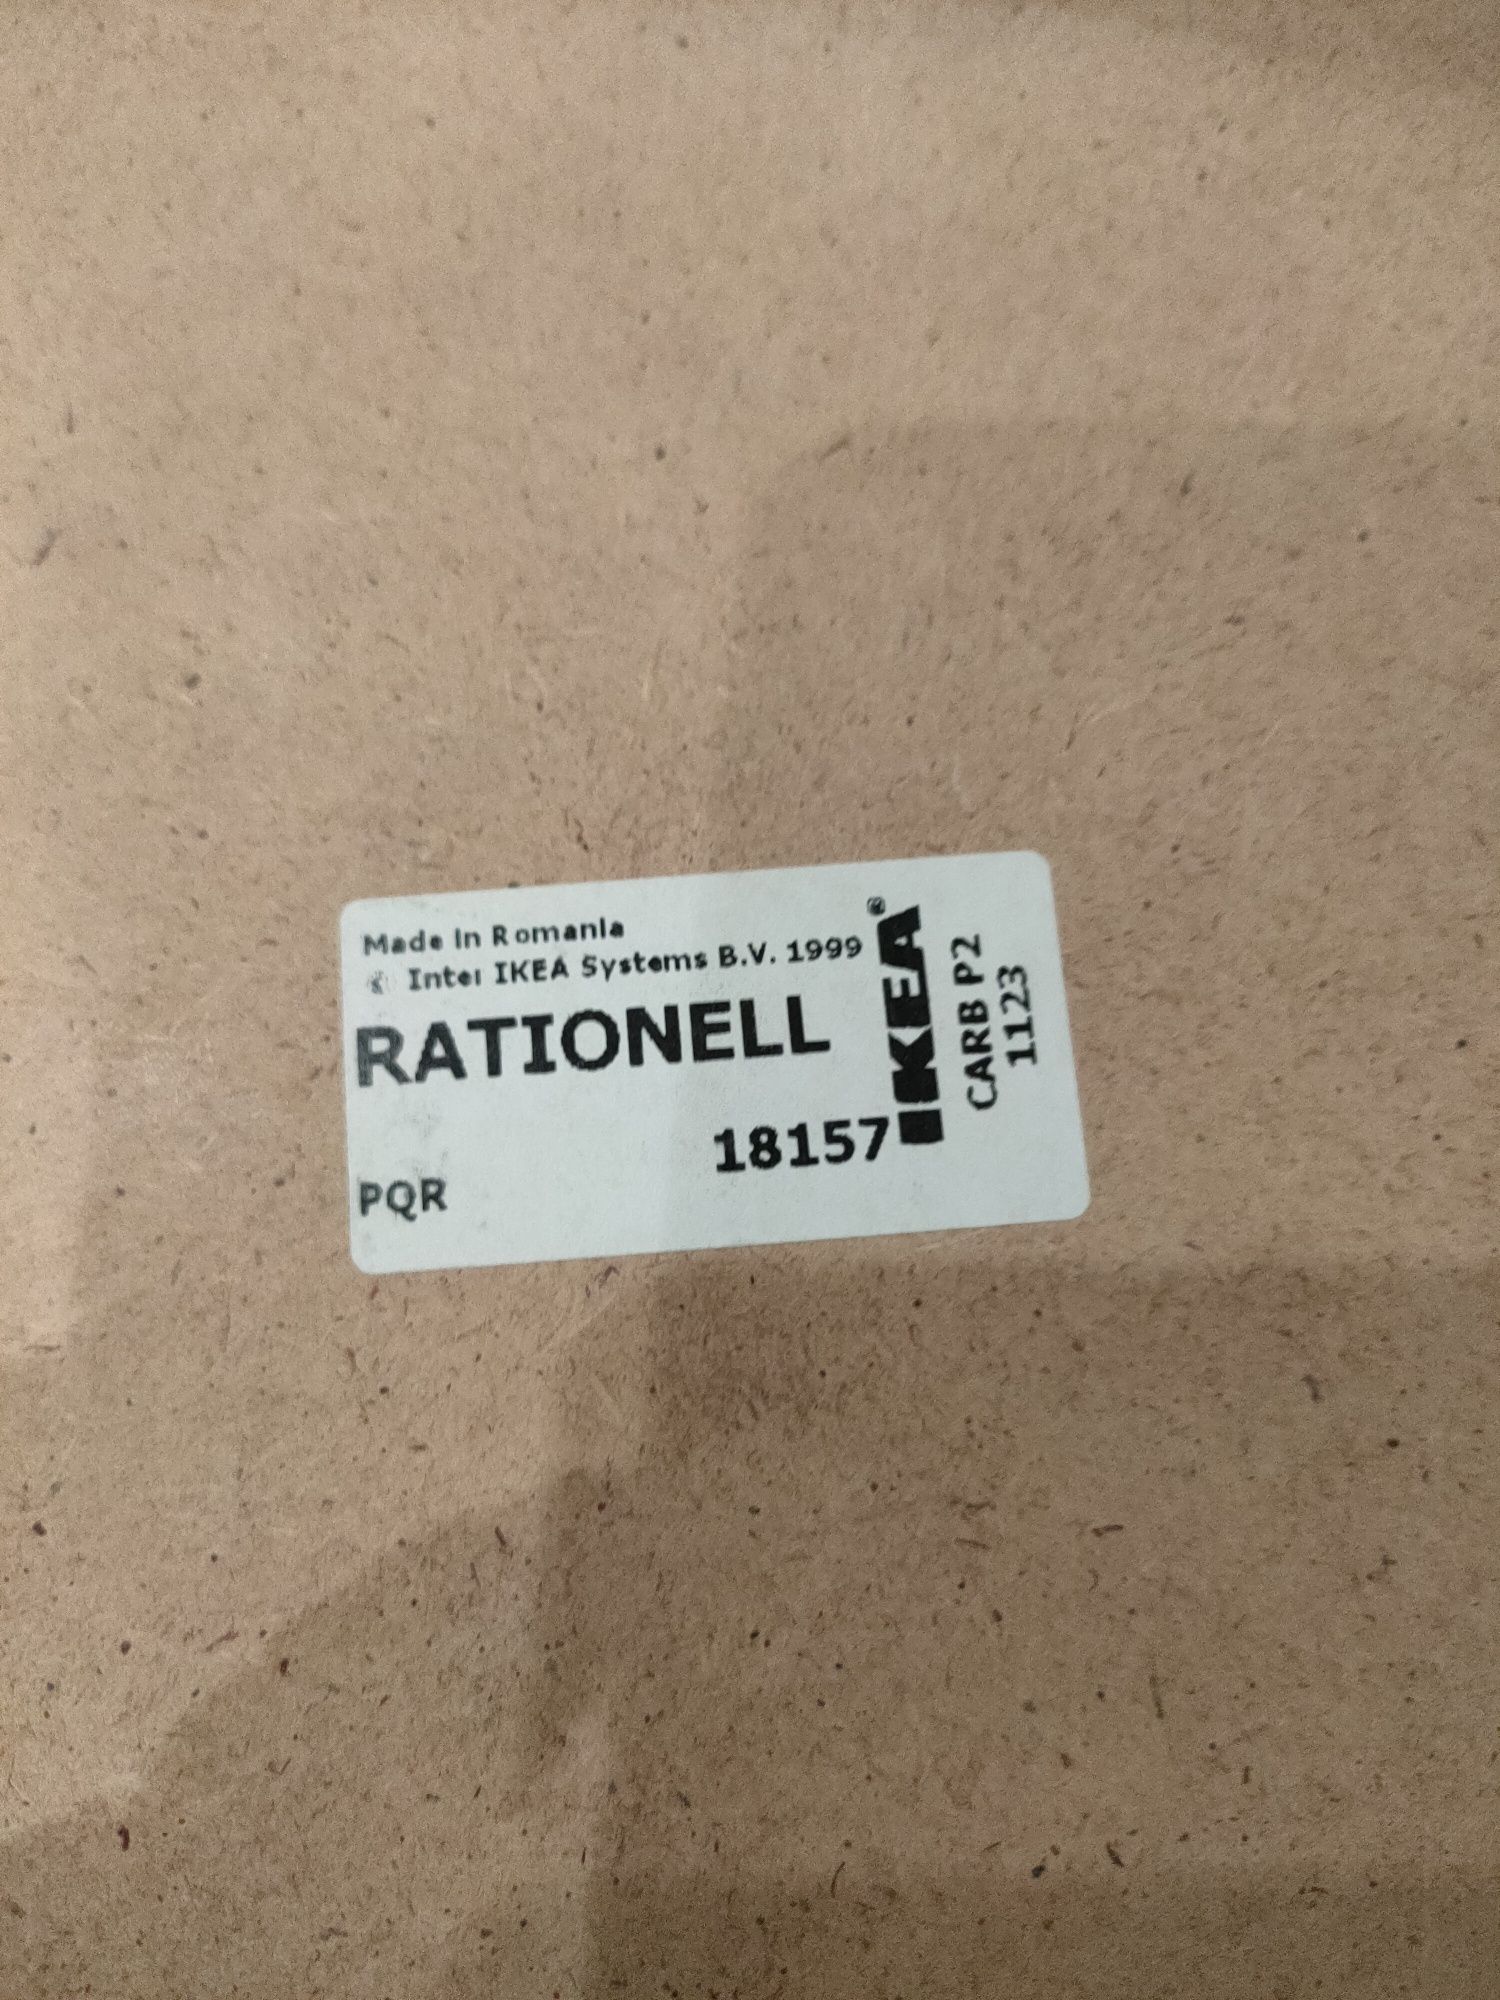 Made in Romania
© Inter IKEA Systems B.V. 1999
RATIONELL
18157
PQR
IKEA®
CARB P2
1123